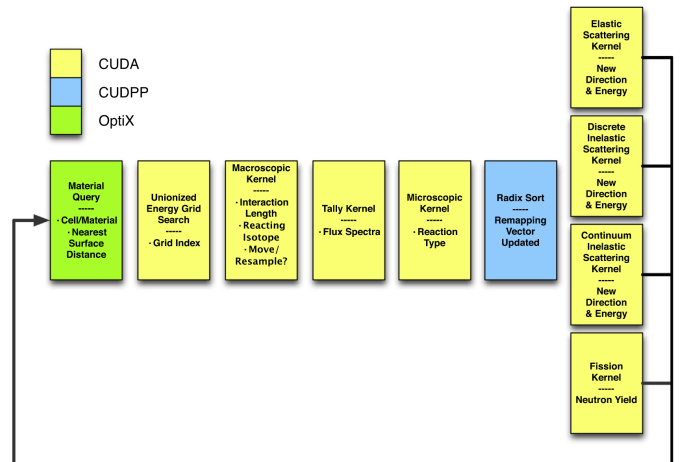 CUDA
CUDPP
OptiX
Material
Query
-----
· Cell/Material
· Nearest
Surface
Distance
Unionized
Energy Grid
Search
-----
· Grid Index
Macroscopic
Kernel
-----
· Interaction
Length
· Reacting
Isotope
· Move/
Resample?
Tally Kernel
-----
· Flux Spectra
Microscopic
Kernel
-----
· Reaction
Type
Radix Sort
-----
Remapping
Vector
Updated
Elastic
Scattering
Kernel
-----
New
Direction
& Energy
Discrete
Inelastic
Scattering
Kernel
-----
New
Direction
& Energy
Continuum
Inelastic
Scattering
Kernel
-----
New
Direction
& Energy
Fission
Kernel
-----
Neutron Yield